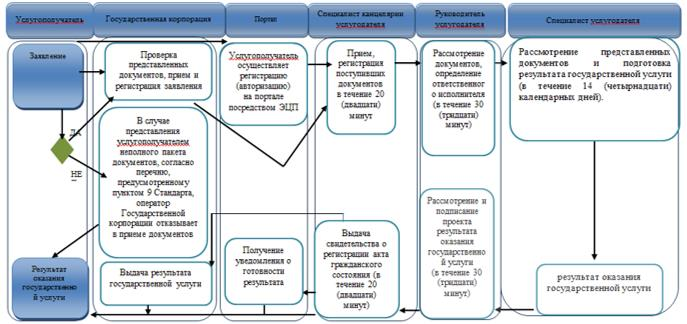 Услугополучатель
Государственная корпорация
Портал
Специалист канцелярии
услугодателя
Руководитель
услугодателя
Специалист услугодателя
Заявление
ДА
НЕ
Результат
оказания
государственно
й услуги
Проверка
представленных
документов, прием и
регистрация заявления
В случае
представления
услугополучателем
неполного пакета
документов, согласно
перечню,
предусмотренному
пунктом 9 Стандарта,
оператор
Государственной
корпорации отказывает
в приеме документов
Выдача результата
государственной услуги
Услугополучатель
осуществляет
регистрацию
(авторизацию)
на портале
посредством ЭЦП
Получение
уведомления о
готовности
результата
Прием,
регистрация
поступивших
документов
в течение 20
(двадцати)
минут
Выдача
свидетельства о
регистрации акта
гражданского
состояния (в
течение 20
(двадцати)
минут)
Рассмотрение
документов,
определение
ответственног
о исполнителя
(в течение 30
(тридцати)
минут
Рассмотрение и
подписание
проекта
результата
оказания
государственно
й услуги
(в течение 30
(тридцати)
минут)
Рассмотрение представленных
документов и подготовка
результата государственной услуги
(в течение 14 (четырнадцати)
календарных дней).
результат оказания
государственной услуги